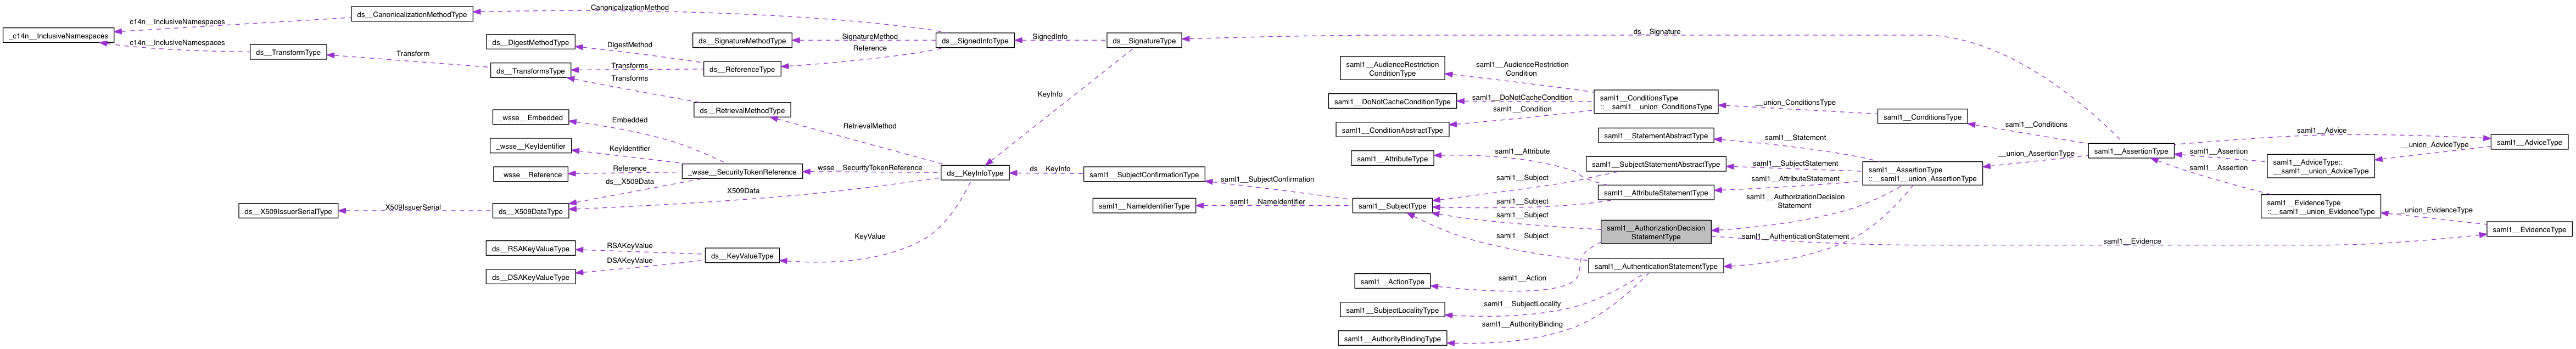 _c14n__InclusiveNamespaces
c14n__InclusiveNamespaces
c14n__InclusiveNamespaces
ds__CanonicalizationMethodType
ds__TransformType
ds__X509IssuerSerialType
CanonicalizationMethod
Transform
X509IssuerSerial
ds__DigestMethodType
ds__TransformsType
_wsse__Embedded
_wsse__KeyIdentifier
_wsse__Reference
ds__X509DataType
ds__RSAKeyValueType
ds__DSAKeyValueType
DigestMethod
Transforms
Transforms
Embedded
KeyIdentifier
Reference
ds__X509Data
RSAKeyValue
DSAKeyValue
ds__SignatureMethodType
ds__ReferenceType
ds__RetrievalMethodType
_wsse__SecurityTokenReference
ds__KeyValueType
SignatureMethod
Reference
RetrievalMethod
wsse__SecurityTokenReference
X509Data
KeyValue
ds__SignedInfoType
ds__KeyInfoType
SignedInfo
KeyInfo
ds__KeyInfo
ds__SignatureType
saml1__SubjectConfirmationType
saml1__NameIdentifierType
saml1__SubjectConfirmation
saml1__NameIdentifier
ds__Signature
saml1__AudienceRestriction
ConditionType
saml1__DoNotCacheConditionType
saml1__ConditionAbstractType
saml1__AttributeType
saml1__SubjectType
saml1__ActionType
saml1__SubjectLocalityType
saml1__AuthorityBindingType
saml1__AudienceRestriction
Condition
saml1__DoNotCacheCondition
saml1__Condition
saml1__Attribute
saml1__Subject
saml1__Subject
saml1__Subject
saml1__Subject
saml1__Action
saml1__SubjectLocality
saml1__AuthorityBinding
saml1__ConditionsType
::__saml1__union_ConditionsType
saml1__StatementAbstractType
saml1__SubjectStatementAbstractType
saml1__AttributeStatementType
saml1__AuthorizationDecision
StatementType
saml1__AuthenticationStatementType
__union_ConditionsType
saml1__Statement
saml1__SubjectStatement
saml1__AttributeStatement
saml1__AuthorizationDecision
Statement
saml1__AuthenticationStatement
saml1__ConditionsType
saml1__AssertionType
::__saml1__union_AssertionType
saml1__Conditions
__union_AssertionType
saml1__Evidence
saml1__AssertionType
saml1__Advice
saml1__Assertion
saml1__Assertion
saml1__AdviceType::
__saml1__union_AdviceType
saml1__EvidenceType
::__saml1__union_EvidenceType
__union_AdviceType
__union_EvidenceType
saml1__AdviceType
saml1__EvidenceType